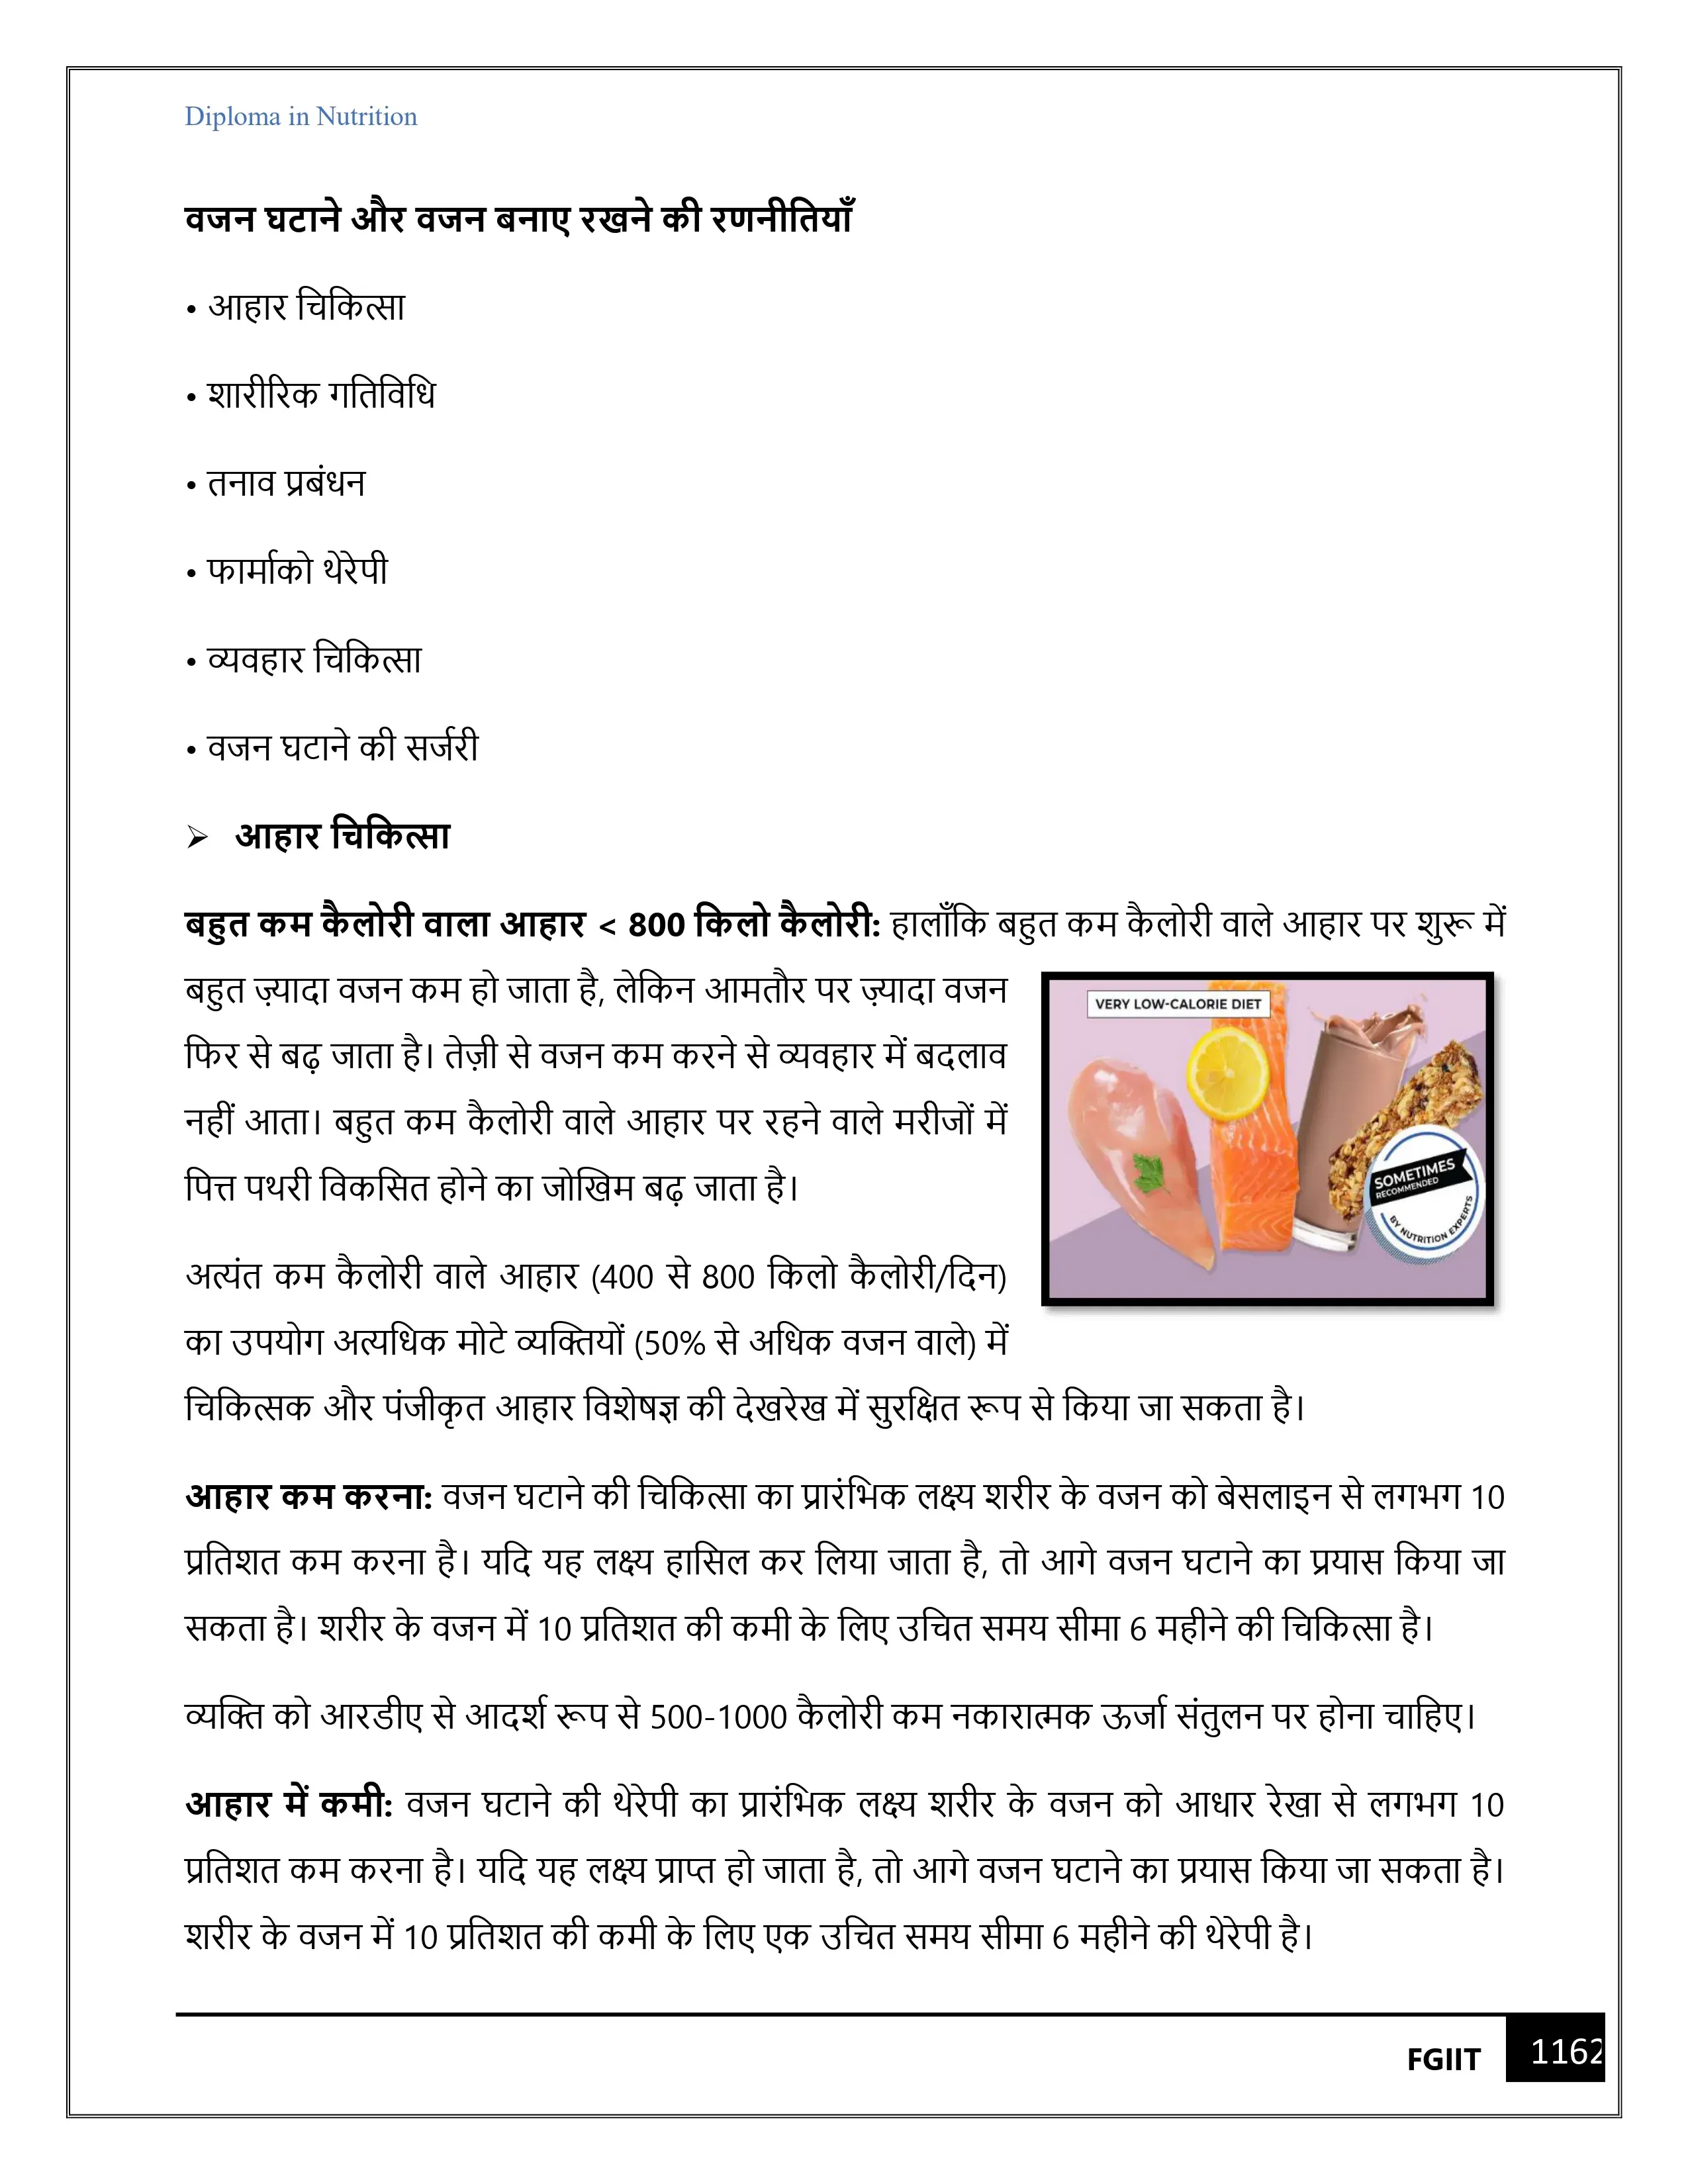 Diploma in Nutrition
वजन घटाने और वजन बनाए रखने की रणनीतियाँ
• आहार चिकित्सा
• शारीरिक गतिविधि
• तनाव प्रबंधन
• फार्माको थेरेपी
• व्यवहार चिकित्सा
• वजन घटाने की सर्जरी
➢ आहार चिकित्सा
बहुत कम कैलोरी वाला आहार < 800 किलो कैलोरी: हालाँकि बहुत कम कैलोरी वाले आहार पर शुरू में
बहुत ज़्यादा वजन कम हो जाता है, लेकिन आमतौर पर ज़्यादा वजन
फिर से बढ़ जाता है। तेज़ी से वजन कम करने से व्यवहार में बदलाव
नहीं आता। बहुत कम कैलोरी वाले आहार पर रहने वाले मरीजों में
पित्त पथरी विकसित होने का जोखिम बढ़ जाता है।
VERY LOW-CALORIE DIET
SOMETIMES
RECOMMENDED
BY NUTRITION EXPERTS
अत्यंत कम कैलोरी वाले आहार (400 से 800 किलो कैलोरी/दिन)
का उपयोग अत्यधिक मोटे व्यक्तियों (50% से अधिक वजन वाले) में
चिकित्सक और पंजीकृत आहार विशेषज्ञ की देखरेख में सुरक्षित रूप से किया जा सकता है।
आहार कम करना: वजन घटाने की चिकित्सा का प्रारंभिक लक्ष्य शरीर के वजन को बेसलाइन से लगभग 10
प्रतिशत कम करना है। यदि यह लक्ष्य हासिल कर लिया जाता है, तो आगे वजन घटाने का प्रयास किया जा
सकता है। शरीर के वजन में 10 प्रतिशत की कमी के लिए उचित समय सीमा 6 महीने की चिकित्सा है।
व्यक्ति को आरडीए से आदर्श रूप से 500-1000 कैलोरी कम नकारात्मक ऊर्जा संतुलन पर होना चाहिए।
आहार में कमी: वजन घटाने की थेरेपी का प्रारंभिक लक्ष्य शरीर के वजन को आधार रेखा से लगभग 10
प्रतिशत कम करना है। यदि यह लक्ष्य प्राप्त हो जाता है, तो आगे वजन घटाने का प्रयास किया जा सकता है।
शरीर के वजन में 10 प्रतिशत की कमी के लिए एक उचित समय सीमा 6 महीने की थेरेपी है।
FGIIT 1162